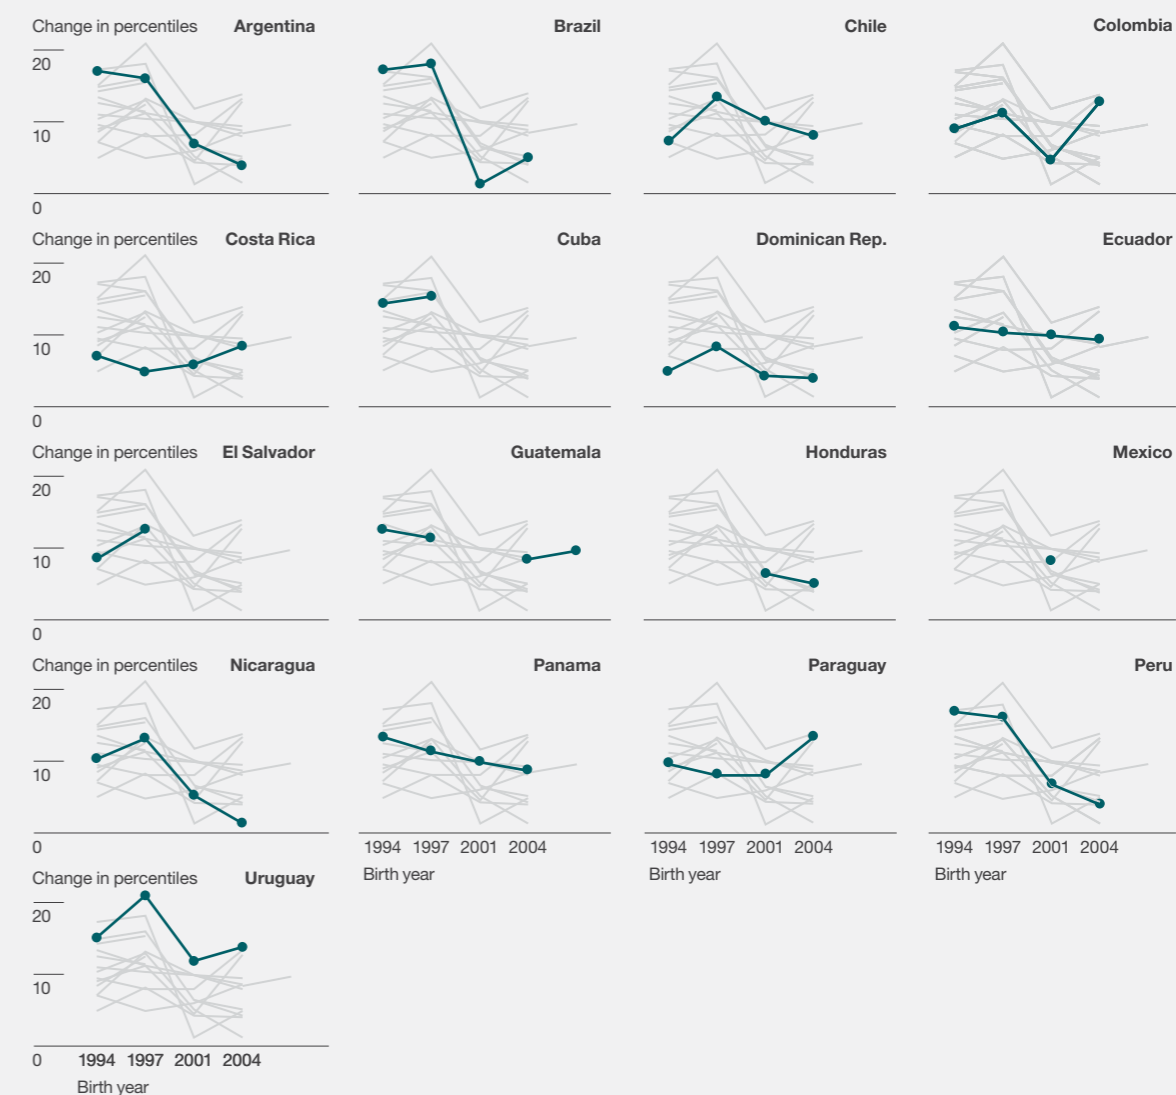 Change in percentiles Argentina Brazil Chile Colombia
20
10
0
Change in percentiles Costa Rica Cuba Dominican Rep. Ecuador
20
10
0
Change in percentiles El Salvador Guatemala Honduras Mexico
20
10
0
Change in percentiles Nicaragua Panama Paraguay Peru
20
10
0 1994 1997 2001 2004 1994 1997 2001 2004 1994 1997 2001 2004
Birth year Birth year Birth year
Change in percentiles Uruguay
20
10
0 1994 1997 2001 2004
Birth year